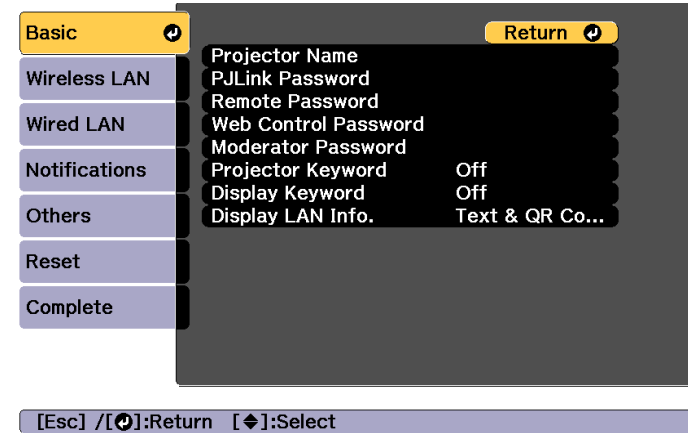 Basic
Return
Projector Name
Wireless LAN
PJLink Password
Remote Password
Wired LAN
Web Control Password
Moderator Password
Notifications
Projector Keyword Off
Display Keyword Off
Others
Display LAN Info. Text & QR Co...
Reset
Complete
[Esc] /[]:Return []:Select